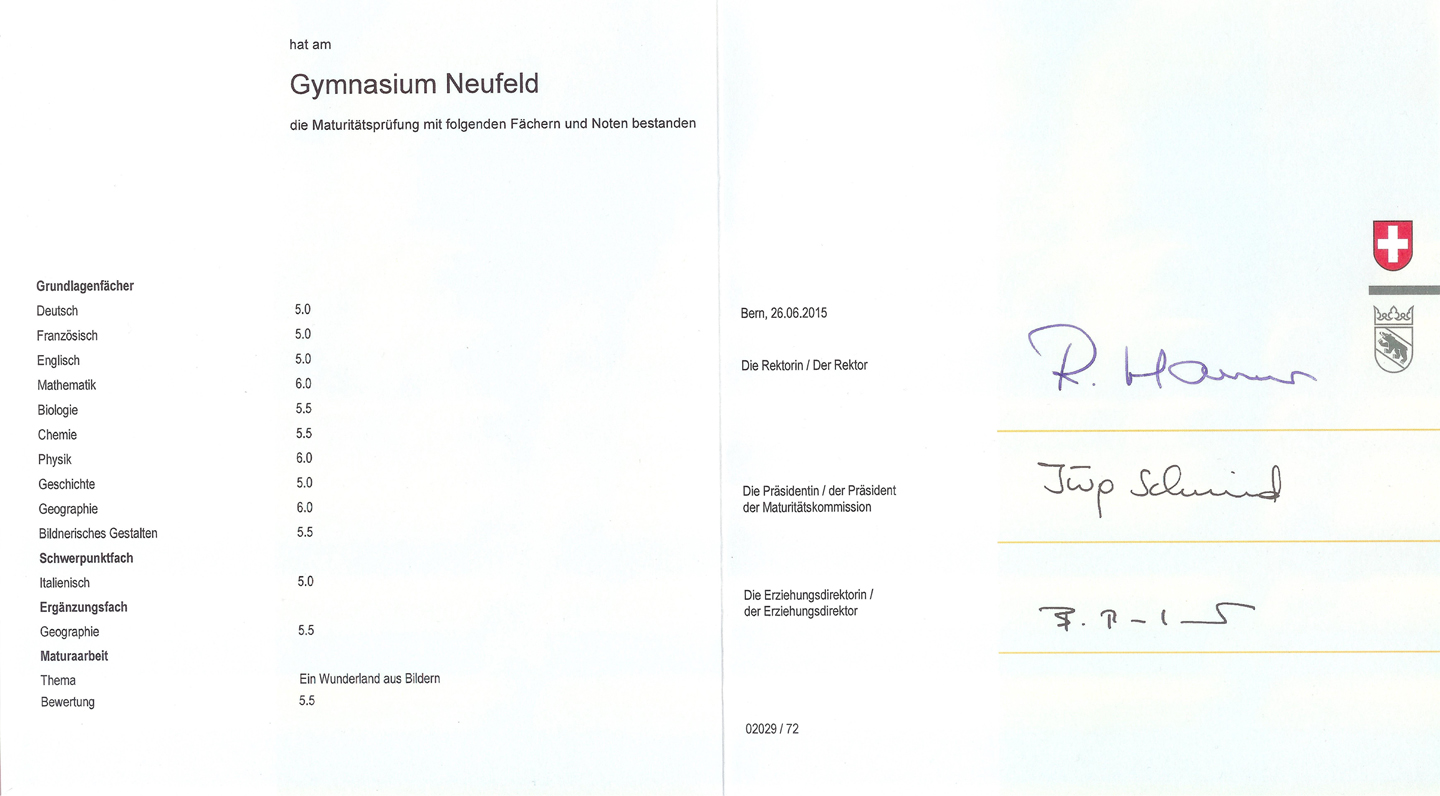 hat am
Gymnasium Neufeld
die Maturitätsprüfung mit folgenden Fächern und Noten bestanden
Grundlagenfächer
Deutsch 5.0
Französisch 5.0
Englisch 5.0
Mathematik 6.0
Biologie 5.5
Chemie 5.5
Physik 6.0
Geschichte 5.0
Geographie 6.0
Bildnerisches Gestalten 5.5
Schwerpunktfach
Italienisch 5.0
Ergänzungsfach
Geographie 5.5
Maturaarbeit
Thema Ein Wunderland aus Bildern
Bewertung 5.5
Bern, 26.06.2015
Die Rektorin / Der Rektor
R.
Die Präsidentin / der Präsident
der Maturitätskommission
Schmid
Die Erziehungsdirektorin /
der Erziehungsdirektor
02029 / 72